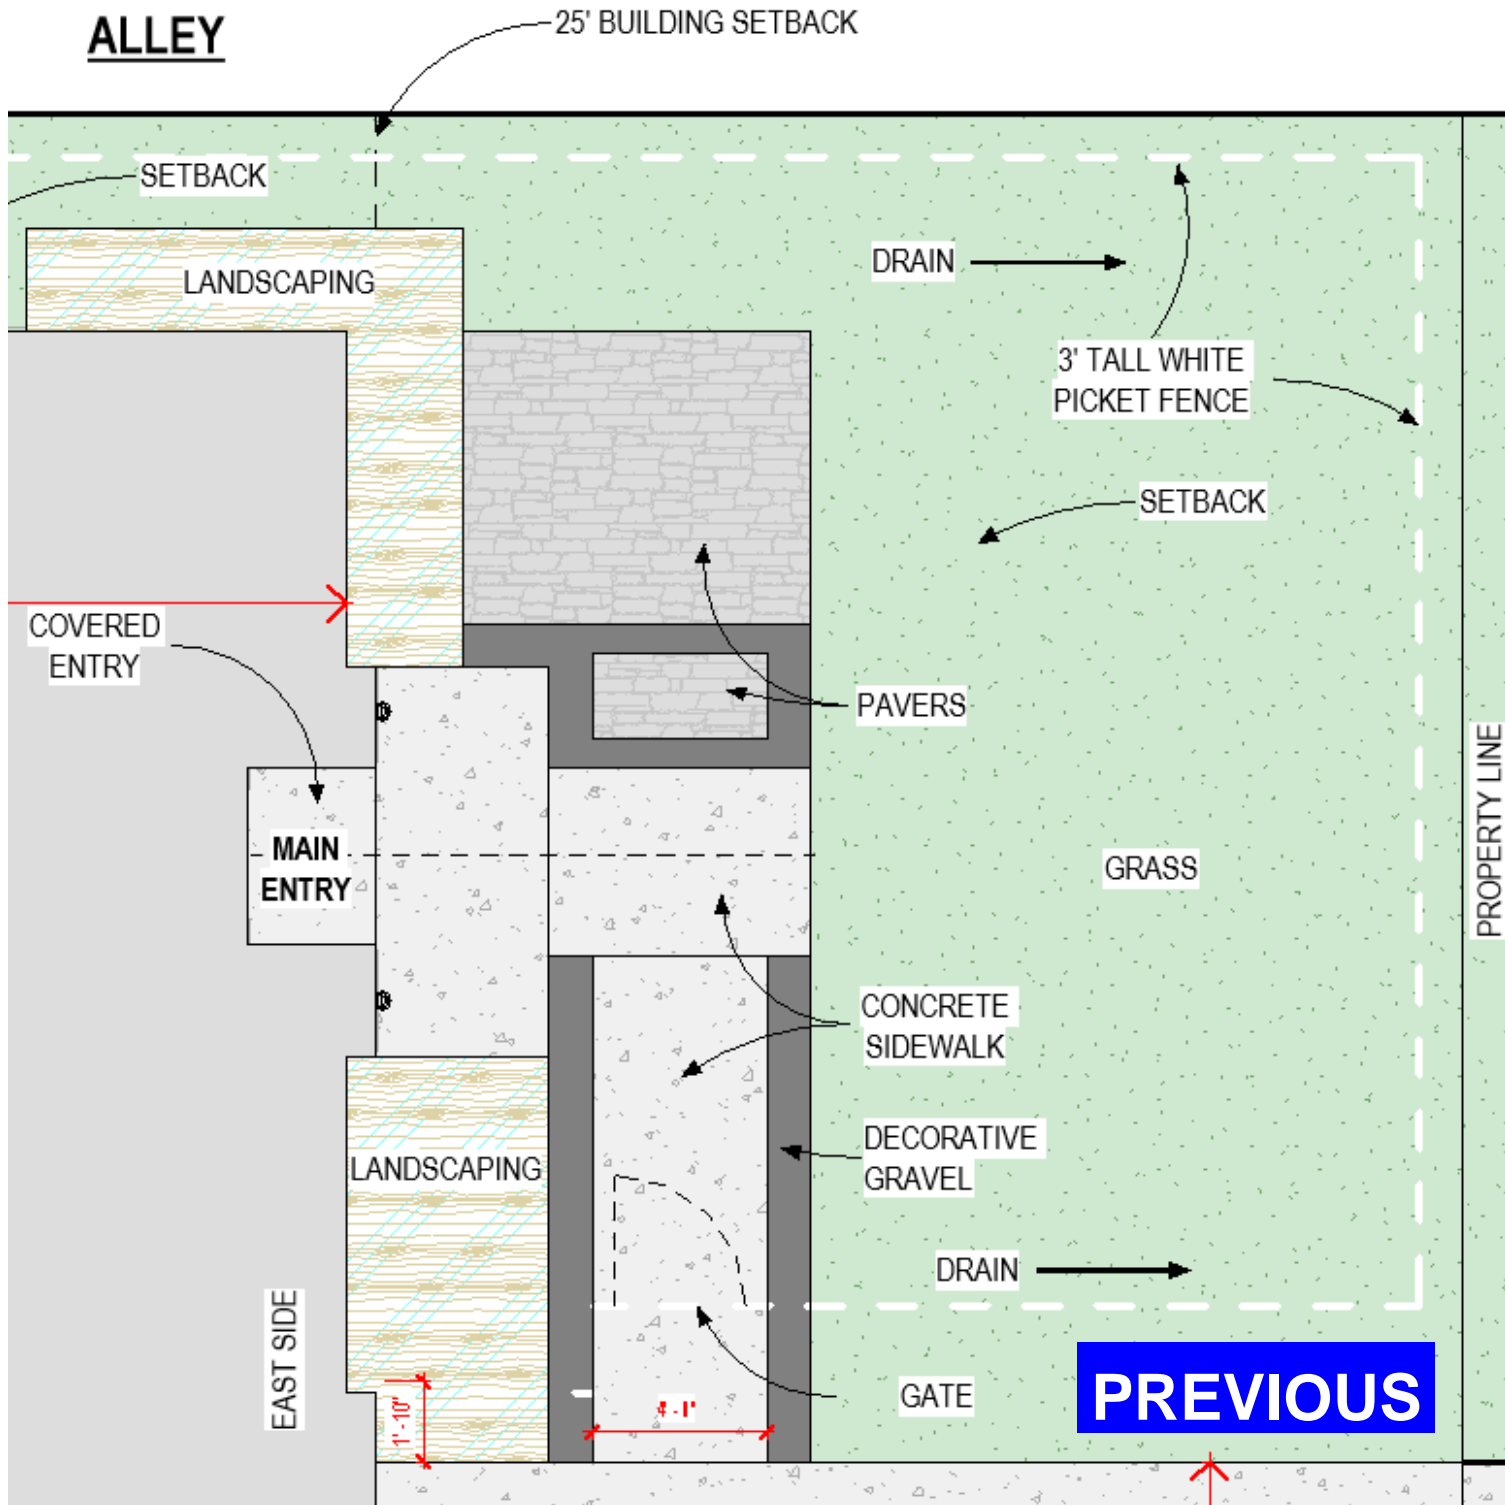 ALLEY
25' BUILDING SETBACK
SETBACK
LANDSCAPING
DRAIN
3' TALL WHITE
PICKET FENCE
SETBACK
COVERED
ENTRY
PAVERS
PROPERTY LINE
MAIN
ENTRY
GRASS
CONCRETE
SIDEWALK
DECORATIVE
GRAVEL
LANDSCAPING
DRAIN
EAST SIDE
GATE
PREVIOUS
1' -10"